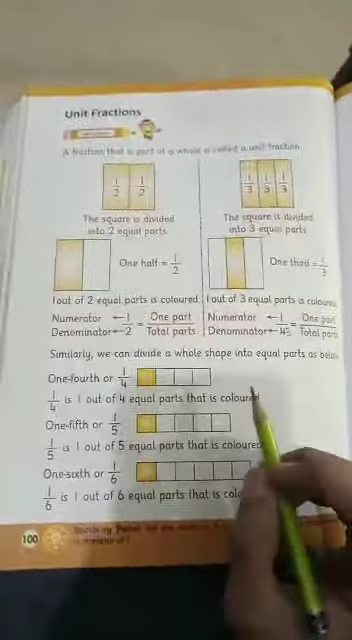 Unit Fractions
A fraction that is part of a whole is called a unit fraction
1/2 1/2
1/3 1/3 1/3
The square is divided
into 2 equal parts
The square is divided
into 3 equal parts
One half = 1/2
One third = 1/3
1 out of 2 equal parts is coloured.
1 out of 3 equal parts is coloured
Numerator ← 1 = One part
Denominator ← 2 Total parts
Numerator ← 1 = One part
Denominator ← Total parts
Similarly, we can divide a whole shape into equal parts as below
One-fourth or 1/4
1/4 is 1 out of 4 equal parts that is coloured
One-fifth or 1/5
1/5 is 1 out of 5 equal parts that is coloured
One-sixth or 1/6
1/6 is 1 out of 6 equal parts that is col
100